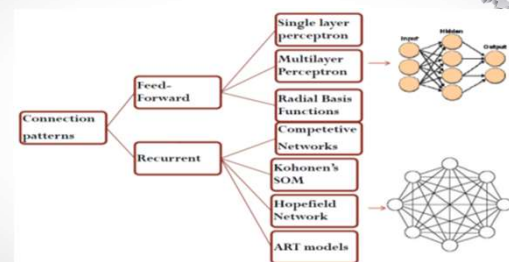 Single layer
perceptron
Multilayer
Perceptron
Radial Basis
Functions
Feed-
Forward
Connection
patterns
Recurrent
Competetive
Networks
Kohonen's
SOM
Hopefield
Network
ART models
Input
Hidden
Output